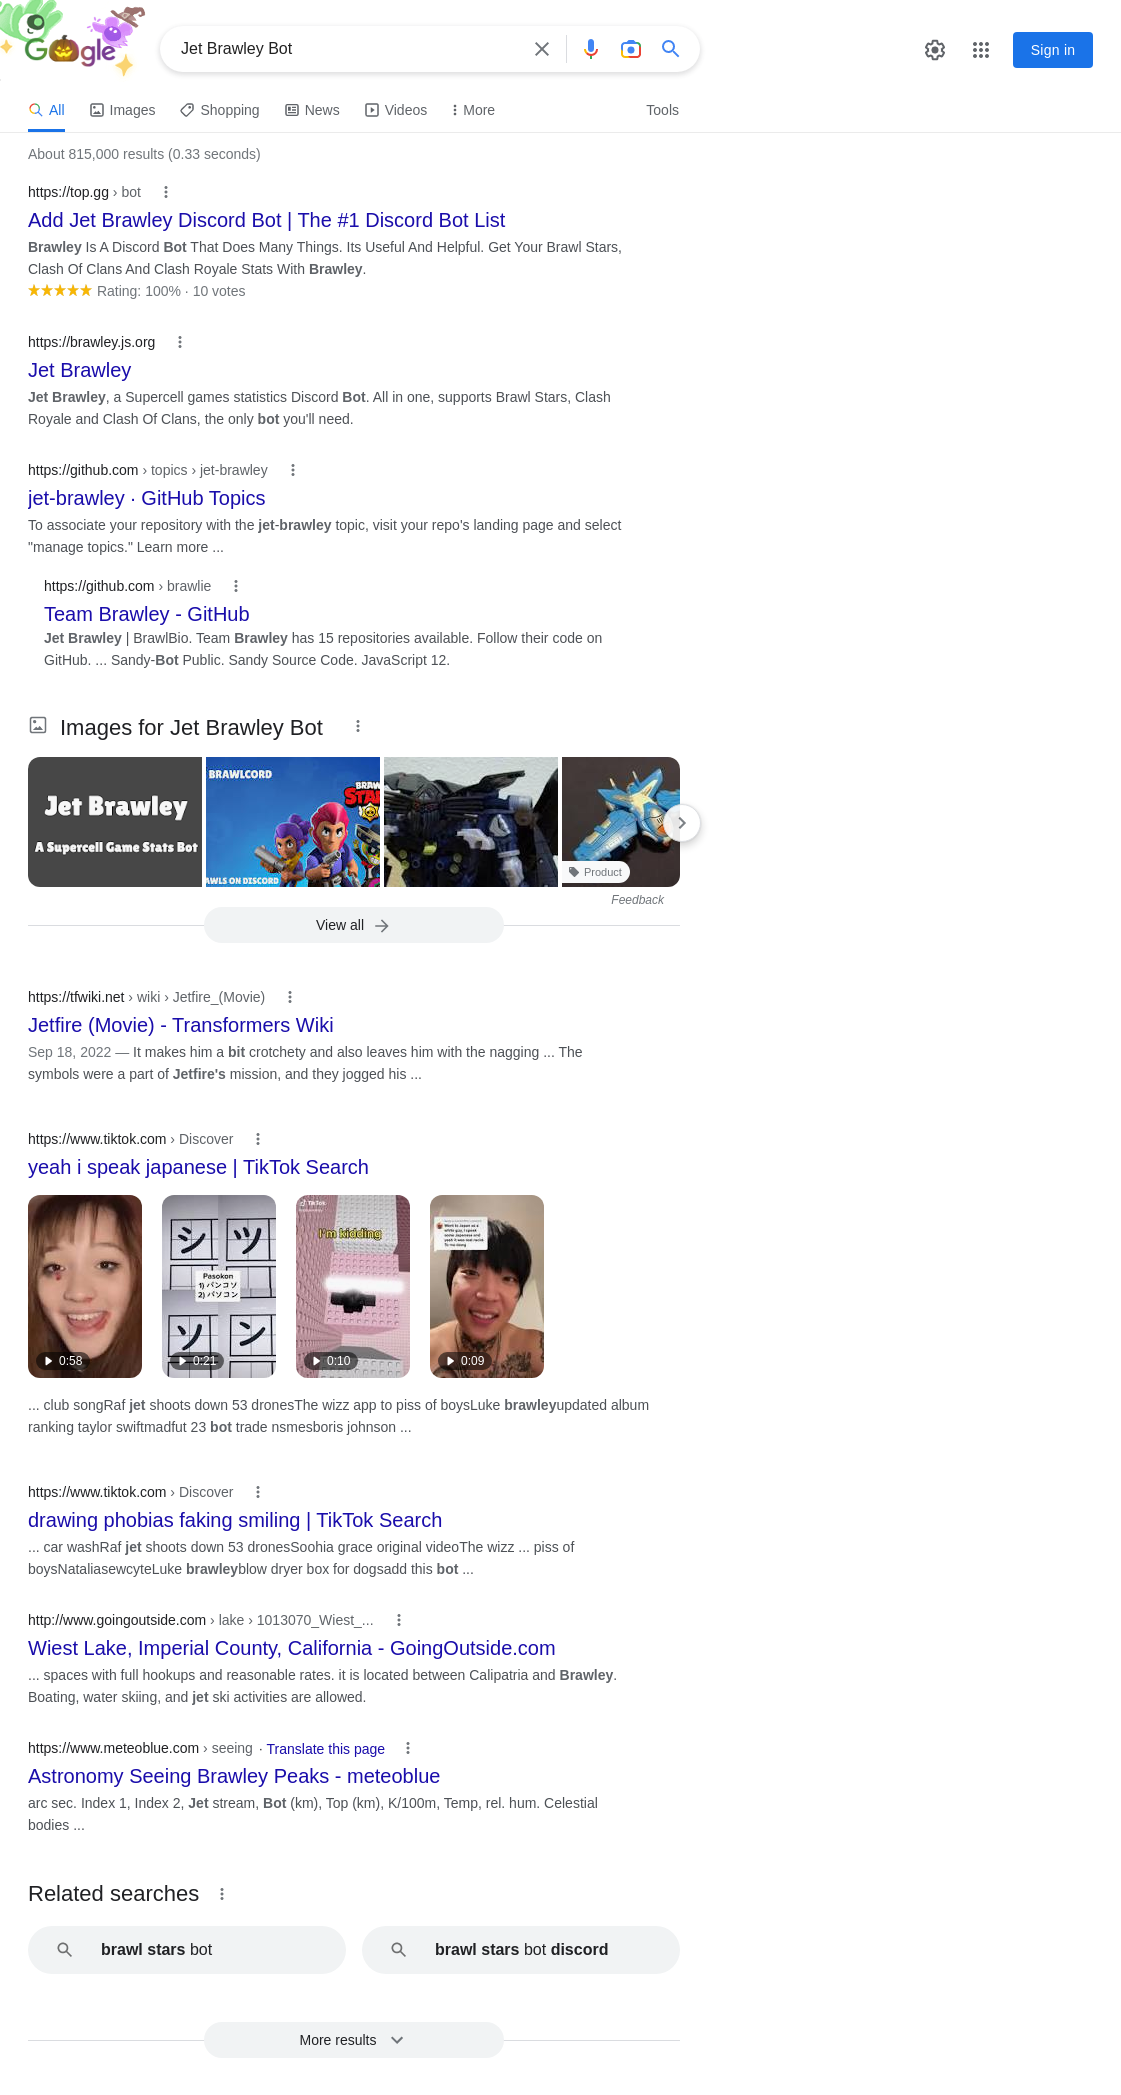 Google
Jet Brawley Bot
Sign in
All Images Shopping News Videos More Tools
About 815,000 results (0.33 seconds)
https://top.gg › bot
Add Jet Brawley Discord Bot | The #1 Discord Bot List
Brawley Is A Discord Bot That Does Many Things. Its Useful And Helpful. Get Your Brawl Stars,
Clash Of Clans And Clash Royale Stats With Brawley.
Rating: 100% · 10 votes
https://brawley.js.org
Jet Brawley
Jet Brawley, a Supercell games statistics Discord Bot. All in one, supports Brawl Stars, Clash
Royale and Clash Of Clans, the only bot you'll need.
https://github.com › topics › jet-brawley
jet-brawley · GitHub Topics
To associate your repository with the jet-brawley topic, visit your repo's landing page and select
"manage topics." Learn more ...
https://github.com › brawlie
Team Brawley - GitHub
Jet Brawley | BrawlBio. Team Brawley has 15 repositories available. Follow their code on
GitHub. ... Sandy-Bot Public. Sandy Source Code. JavaScript 12.
Images for Jet Brawley Bot
Jet Brawley
A Supercell Game Stats Bot
BRAWLCORD
BRAW
STA
AWLS ON DISCORD
Product
Feedback
View all
https://tfwiki.net › wiki › Jetfire_(Movie)
Jetfire (Movie) - Transformers Wiki
Sep 18, 2022 — It makes him a bit crotchety and also leaves him with the nagging ... The
symbols were a part of Jetfire's mission, and they jogged his ...
https://www.tiktok.com › Discover
yeah i speak japanese | TikTok Search
シ ツ
Pasokon
1) パンコソ
2) パソコン
ソ ン
TikTok
I'm kidding
0:58 0:21 0:10 0:09
... club songRaf jet shoots down 53 dronesThe wizz app to piss of boysLuke brawleyupdated album
ranking taylor swiftmadfut 23 bot trade nsmesboris johnson ...
https://www.tiktok.com › Discover
drawing phobias faking smiling | TikTok Search
... car washRaf jet shoots down 53 dronesSoohia grace original videoThe wizz ... piss of
boysNataliasewcyteLuke brawleyblow dryer box for dogsadd this bot ...
http://www.goingoutside.com › lake › 1013070_Wiest_...
Wiest Lake, Imperial County, California - GoingOutside.com
... spaces with full hookups and reasonable rates. it is located between Calipatria and Brawley.
Boating, water skiing, and jet ski activities are allowed.
https://www.meteoblue.com › seeing · Translate this page
Astronomy Seeing Brawley Peaks - meteoblue
arc sec. Index 1, Index 2, Jet stream, Bot (km), Top (km), K/100m, Temp, rel. hum. Celestial
bodies ...
Related searches
brawl stars bot
brawl stars bot discord
More results